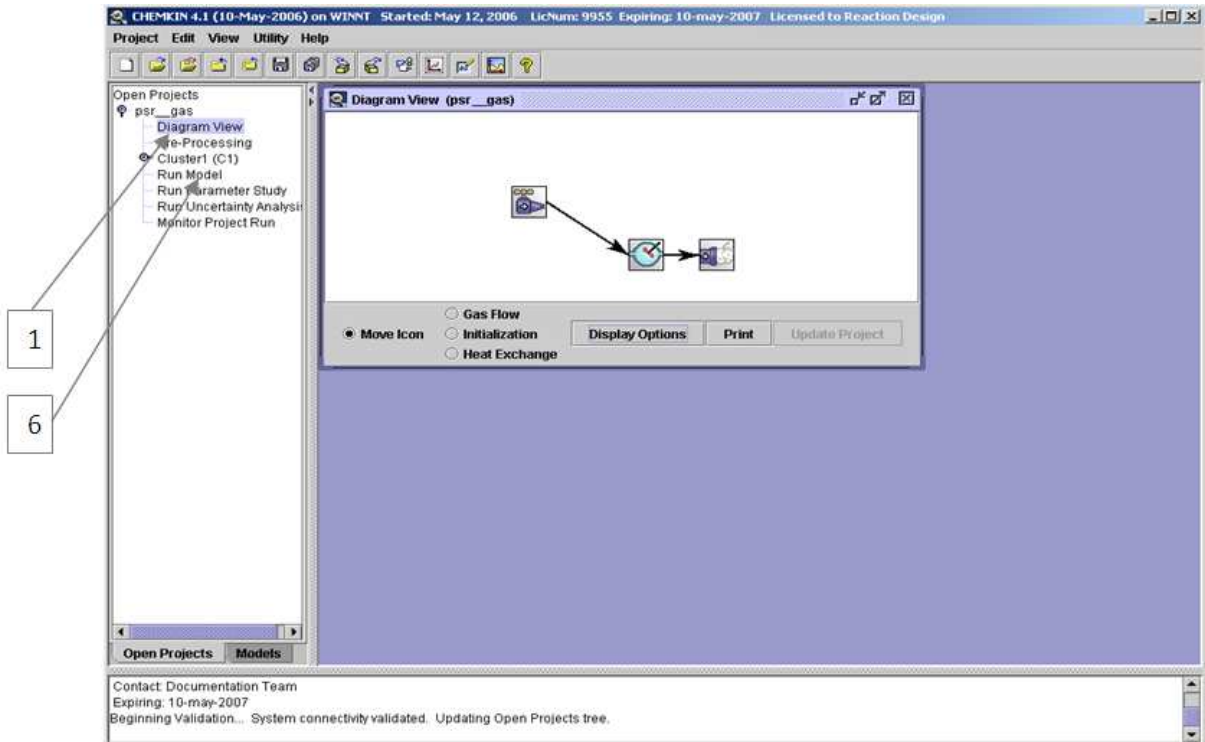 CHEMKIN 4.1 (10-May-2006) on WINNT Started: May 12, 2006 LicNum: 9955 Expiring: 10-may-2007 Licensed to Reaction Design
Project Edit View Utility Help
Open Projects
psr__gas
Diagram View
Pre-Processing
Cluster1 (C1)
Run Model
Run Parameter Study
Run Uncertainty Analysis
Monitor Project Run
1
6
Diagram View (psr__gas)
Move Icon
Gas Flow
Initialization
Heat Exchange
Display Options
Print
Update Project
Open Projects Models
Contact: Documentation Team
Expiring: 10-may-2007
Beginning Validation... System connectivity validated. Updating Open Projects tree.